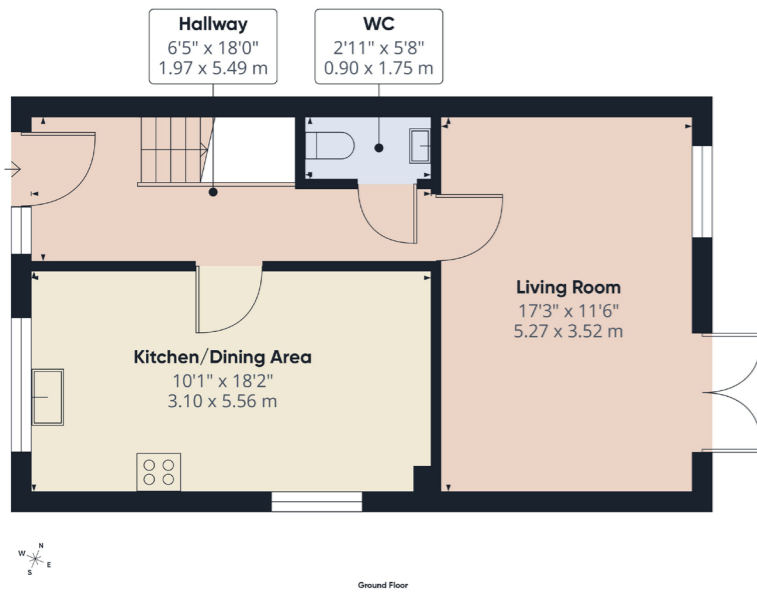 Hallway
6'5" x 18'0"
1.97 x 5.49 m
WC
2'11" x 5'8"
0.90 x 1.75 m
Living Room
17'3" x 11'6"
5.27 x 3.52 m
Kitchen/Dining Area
10'1" x 18'2"
3.10 x 5.56 m
N
W
E
S
Ground Floor